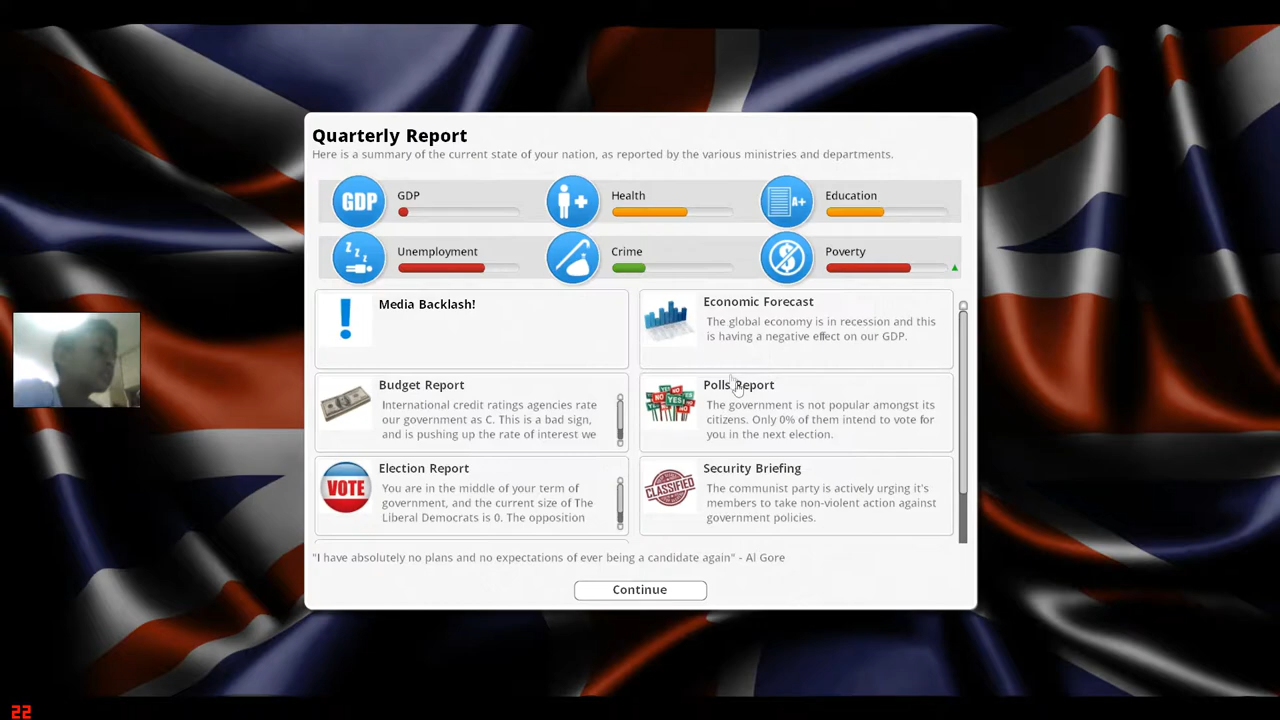 Quarterly Report
Here is a summary of the current state of your nation, as reported by the various ministries and departments.
GDP
GDP
Health
A+
Education
Z Z Z
Unemployment
Crime
Poverty
Media Backlash!
Economic Forecast
The global economy is in recession and this
is having a negative effect on our GDP.
Budget Report
International credit ratings agencies rate
our government as C. This is a bad sign,
and is pushing up the rate of interest we
YES NO YES NO
Polls Report
The government is not popular amongst its
citizens. Only 0% of them intend to vote for
you in the next election.
VOTE
Election Report
You are in the middle of your term of
government, and the current size of The
Liberal Democrats is 0. The opposition
CLASSIFIED
Security Briefing
The communist party is actively urging it's
members to take non-violent action against
government policies.
"I have absolutely no plans and no expectations of ever being a candidate again" - Al Gore
Continue
22